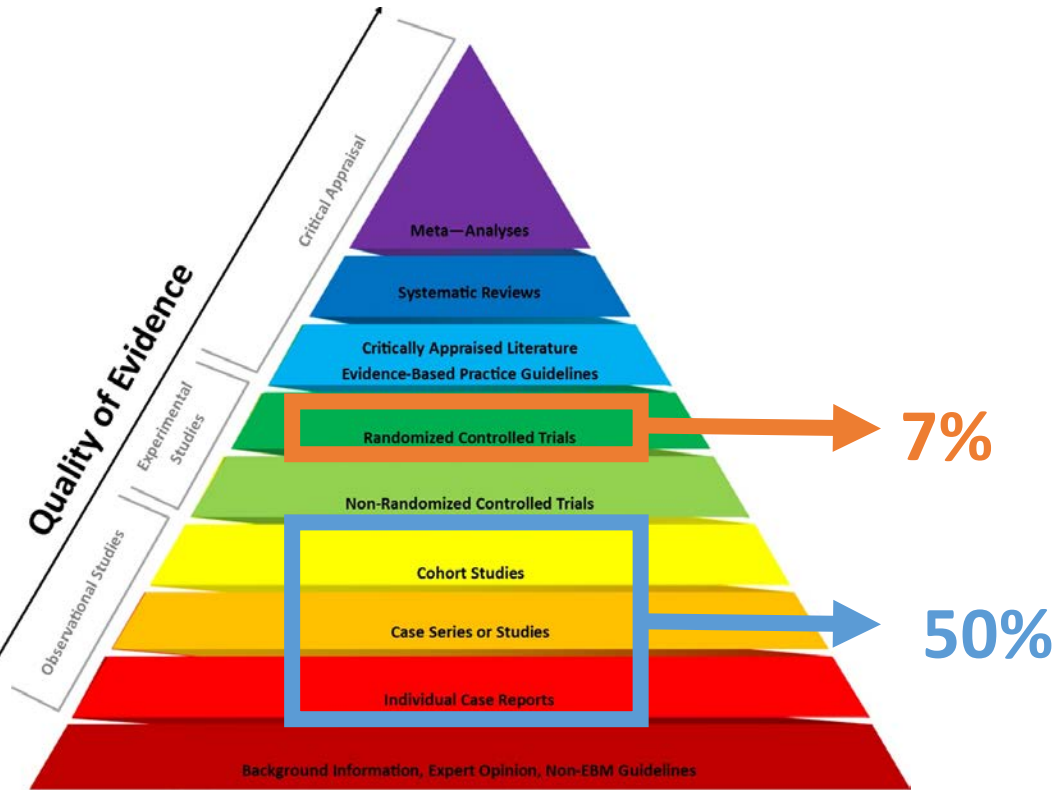 Quality of Evidence
Critical Appraisal
Experimental
Studies
Observational Studies
Meta—Analyses
Systematic Reviews
Critically Appraised Literature
Evidence-Based Practice Guidelines
Randomized Controlled Trials
7%
Non-Randomized Controlled Trials
Cohort Studies
Case Series or Studies
50%
Individual Case Reports
Background Information, Expert Opinion, Non-EBM Guidelines